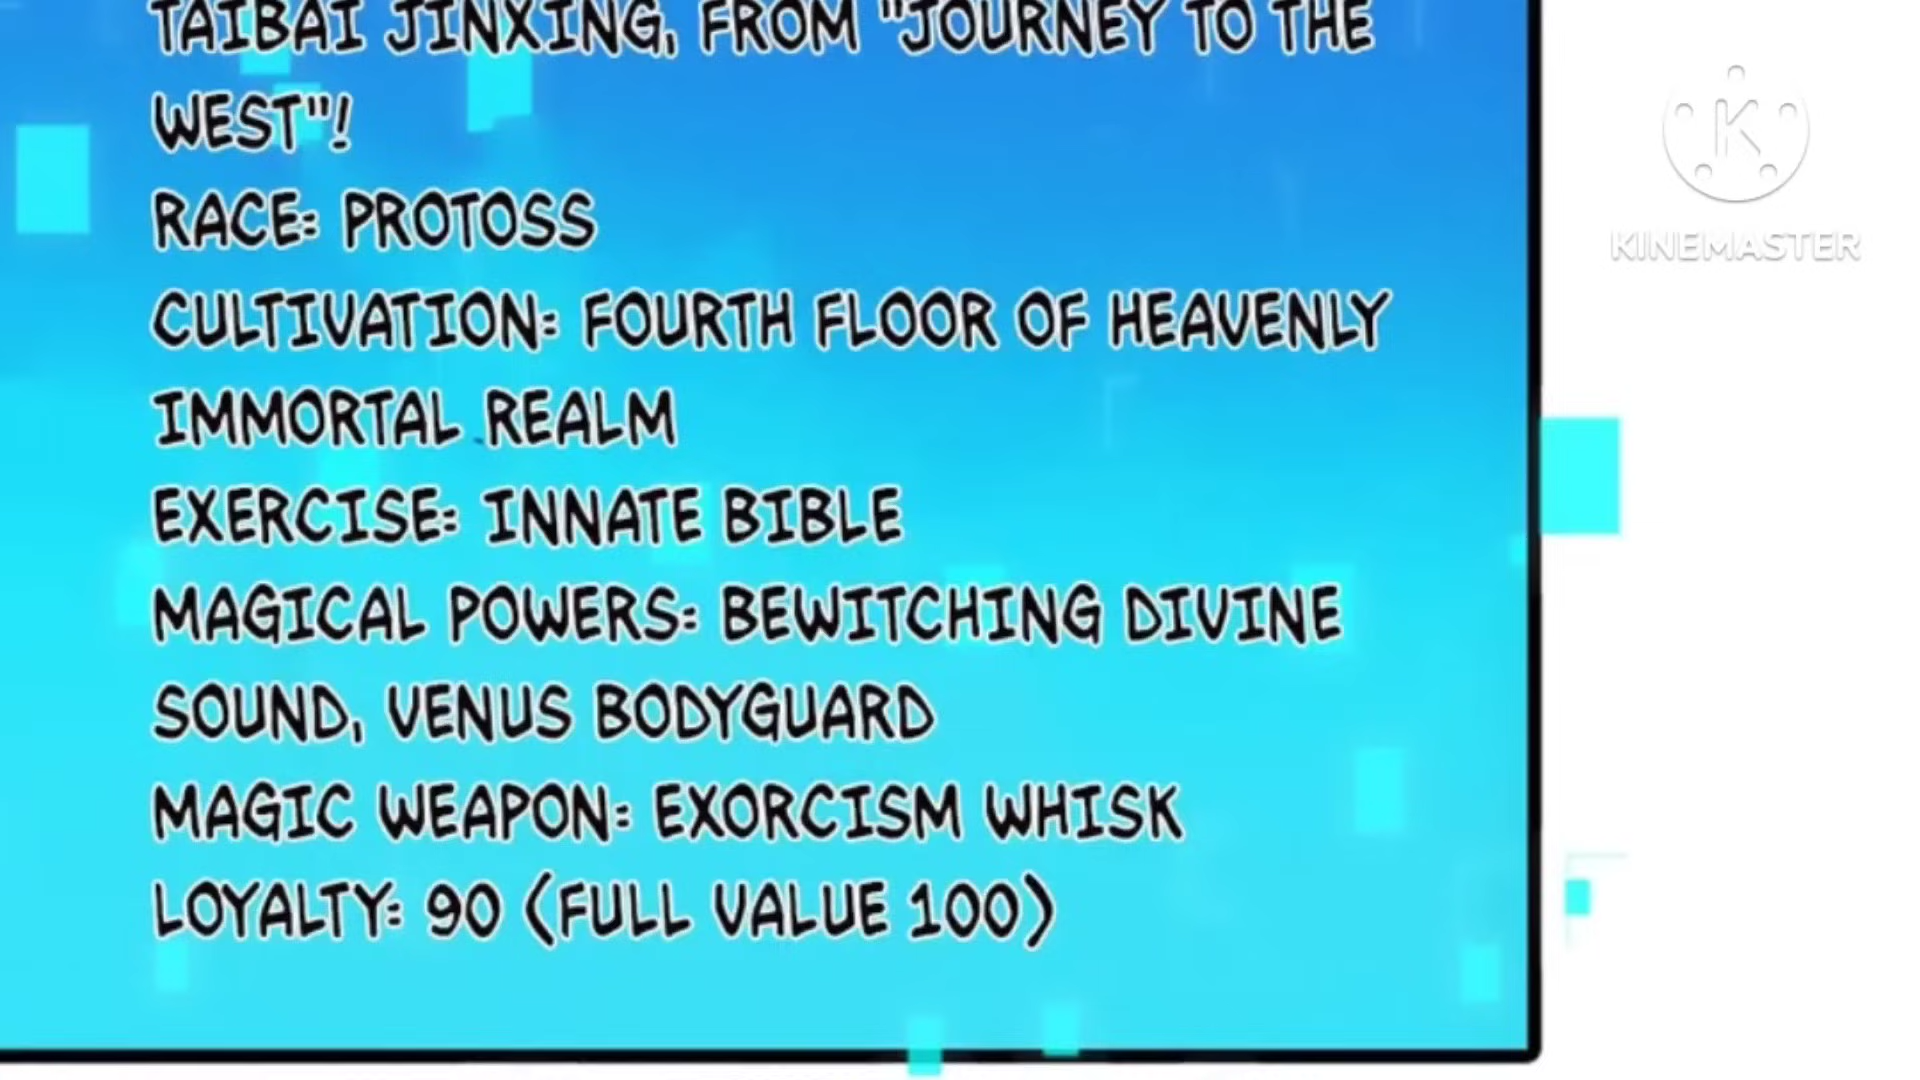 TAIBAI JINXING, FROM "JOURNEY TO THE
WEST"!
RACE: PROTOSS
CULTIVATION: FOURTH FLOOR OF HEAVENLY
IMMORTAL REALM
EXERCISE: INNATE BIBLE
MAGICAL POWERS: BEWITCHING DIVINE
SOUND, VENUS BODYGUARD
MAGIC WEAPON: EXORCISM WHISK
LOYALTY: 90 (FULL VALUE 100)
K
KINEMASTER